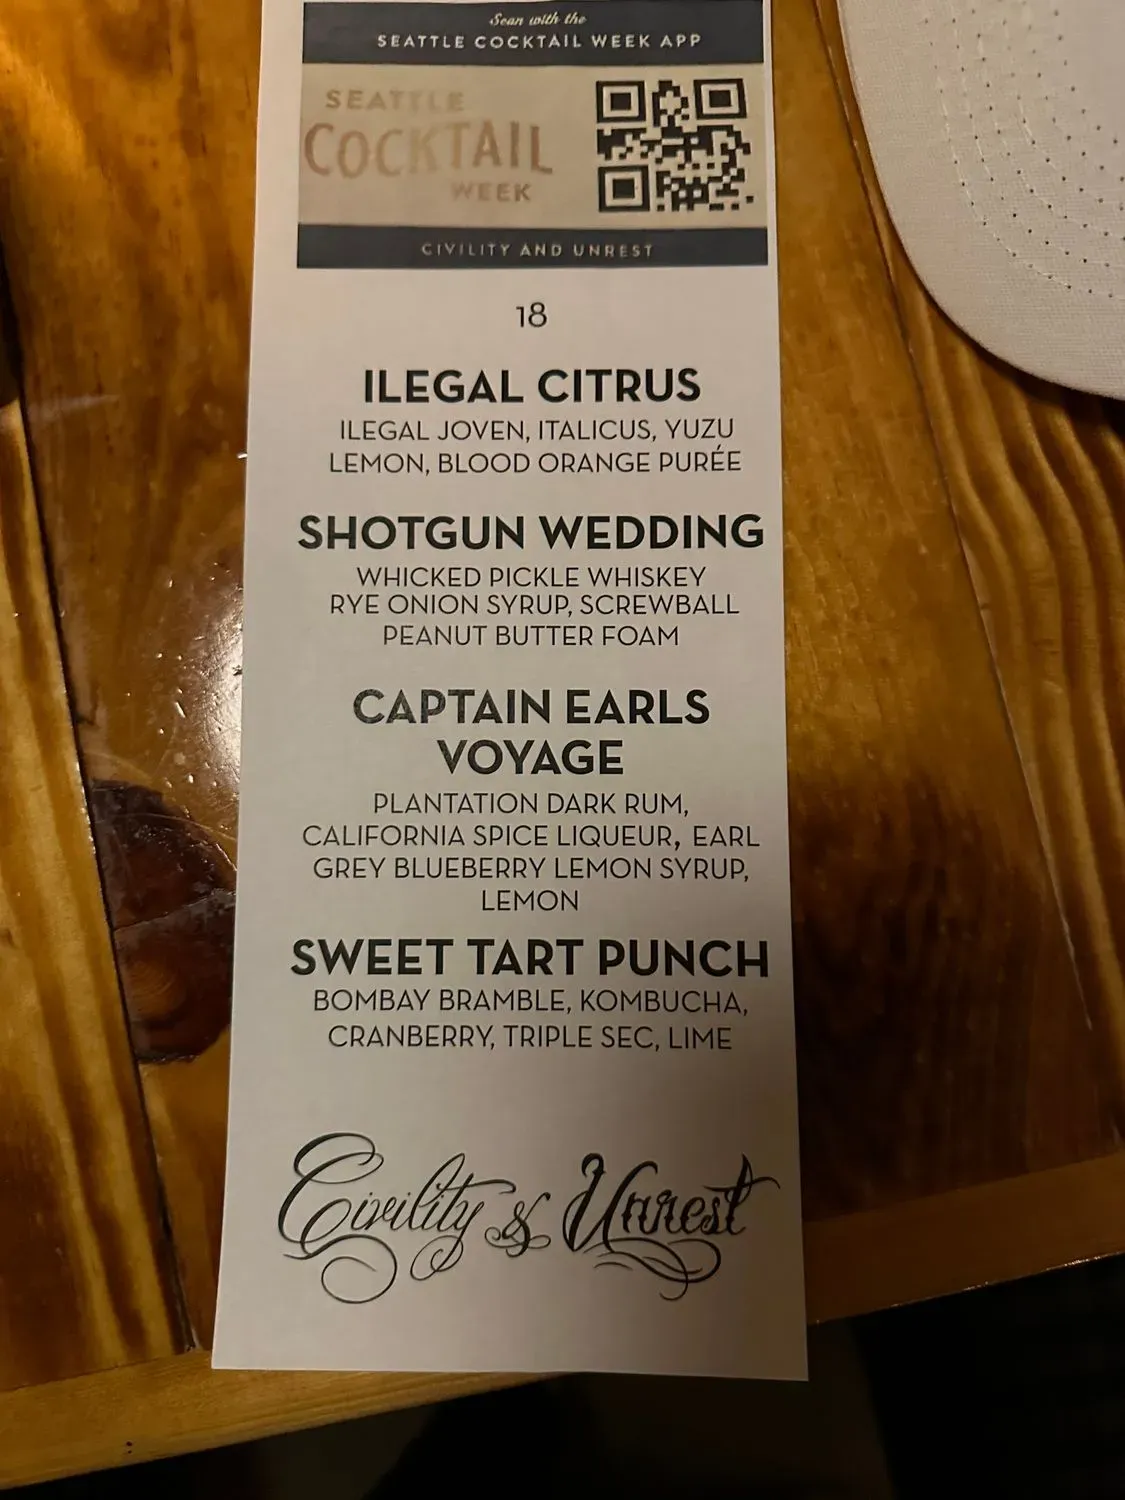 Scan with the
SEATTLE COCKTAIL WEEK APP
SEATTLE
COCKTAIL
WEEK
CIVILITY AND UNREST
18
ILEGAL CITRUS
ILEGAL JOVEN, ITALICUS, YUZU
LEMON, BLOOD ORANGE PURÉE
SHOTGUN WEDDING
WHICKED PICKLE WHISKEY
RYE ONION SYRUP, SCREWBALL
PEANUT BUTTER FOAM
CAPTAIN EARLS
VOYAGE
PLANTATION DARK RUM,
CALIFORNIA SPICE LIQUEUR, EARL
GREY BLUEBERRY LEMON SYRUP,
LEMON
SWEET TART PUNCH
BOMBAY BRAMBLE, KOMBUCHA,
CRANBERRY, TRIPLE SEC, LIME
Civility & Unrest